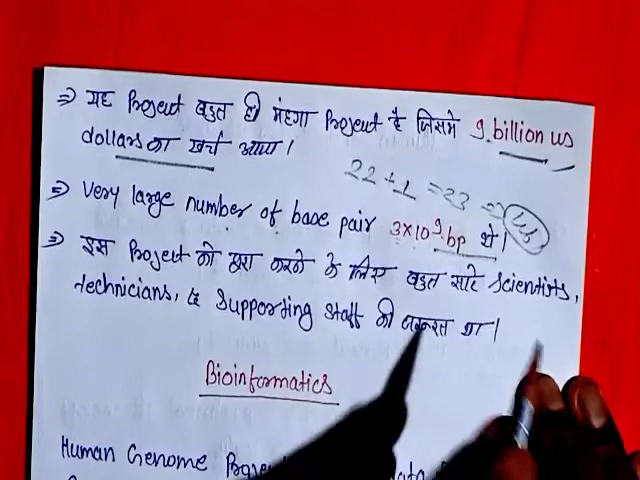 ⇒ यह Project बहुत ही मंहगा Project है जिसमे 9 billion us
dollars का खर्च आया।
22 + 1 = 23 ⇒ 46
⇒ Very large number of base pair 3×10⁹ bp थे।
⇒ इस Project को द्वारा करने के लिए बहुत सारे Scientists,
technicians, & Supporting Staff की जरूरत था।
Bioinformatics
Human Genome